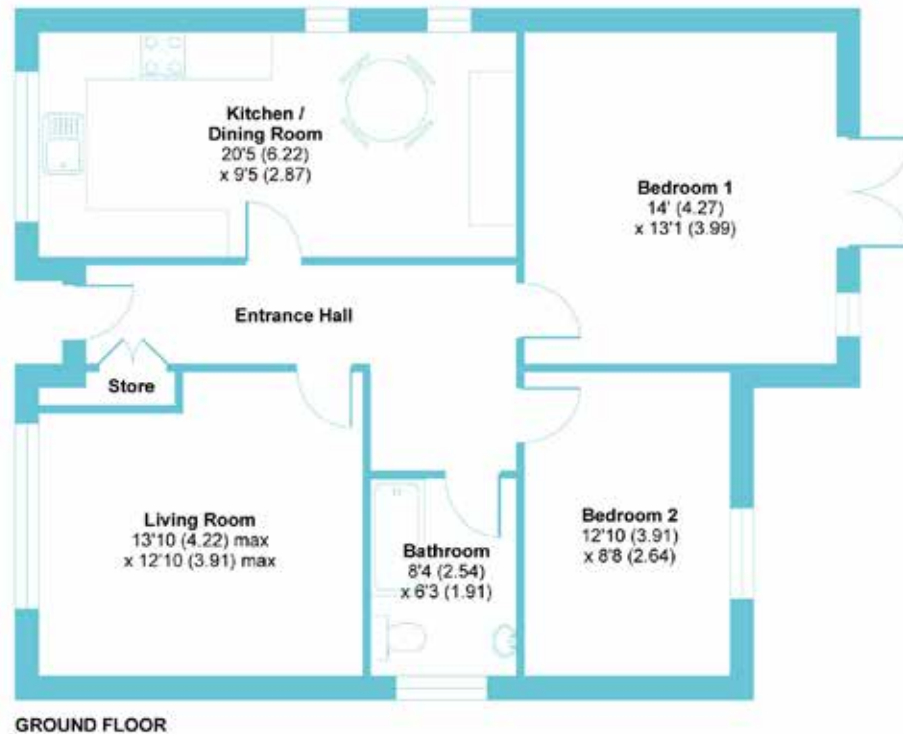 Kitchen /
Dining Room
20'5 (6.22)
x 9'5 (2.87)
Bedroom 1
14' (4.27)
x 13'1 (3.99)
Entrance Hall
Store
Living Room
13'10 (4.22) max
x 12'10 (3.91) max
Bathroom
8'4 (2.54)
x 6'3 (1.91)
Bedroom 2
12'10 (3.91)
x 8'8 (2.64)
GROUND FLOOR